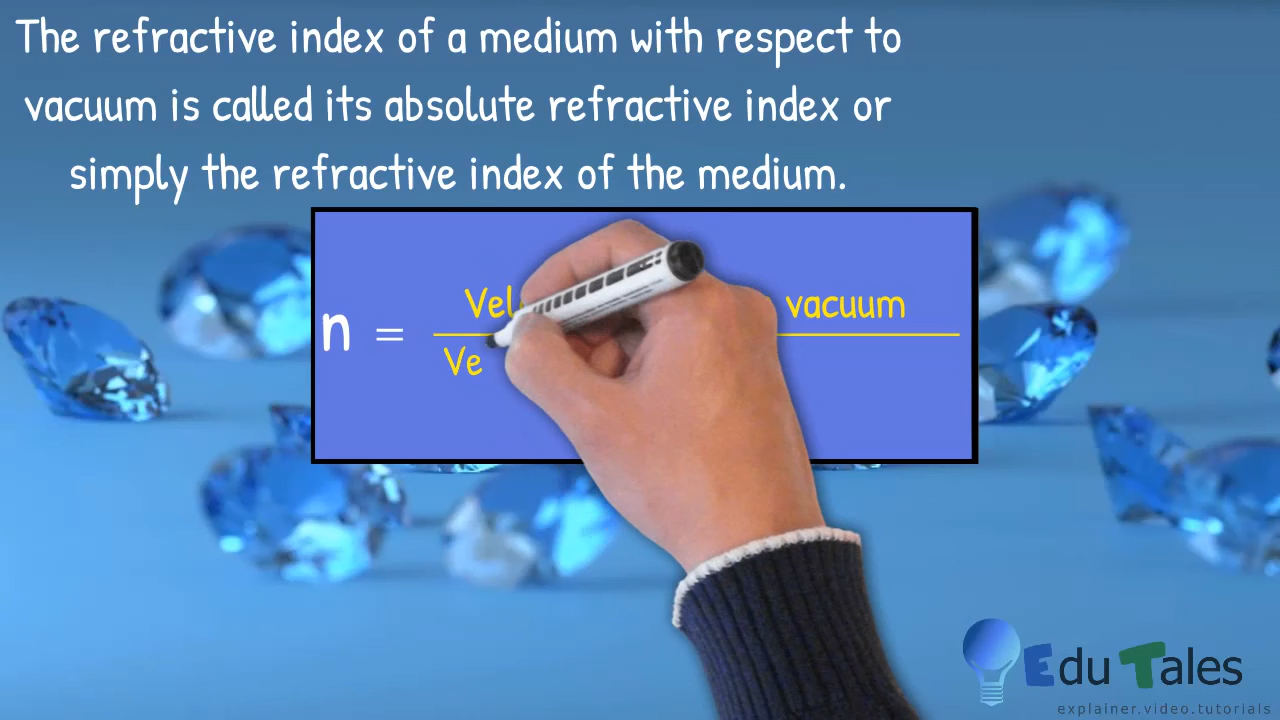 The refractive index of a medium with respect to
vacuum is called its absolute refractive index or
simply the refractive index of the medium.
n = Vel vacuum
Ve
Edu Tales
explainer.video.tutorials